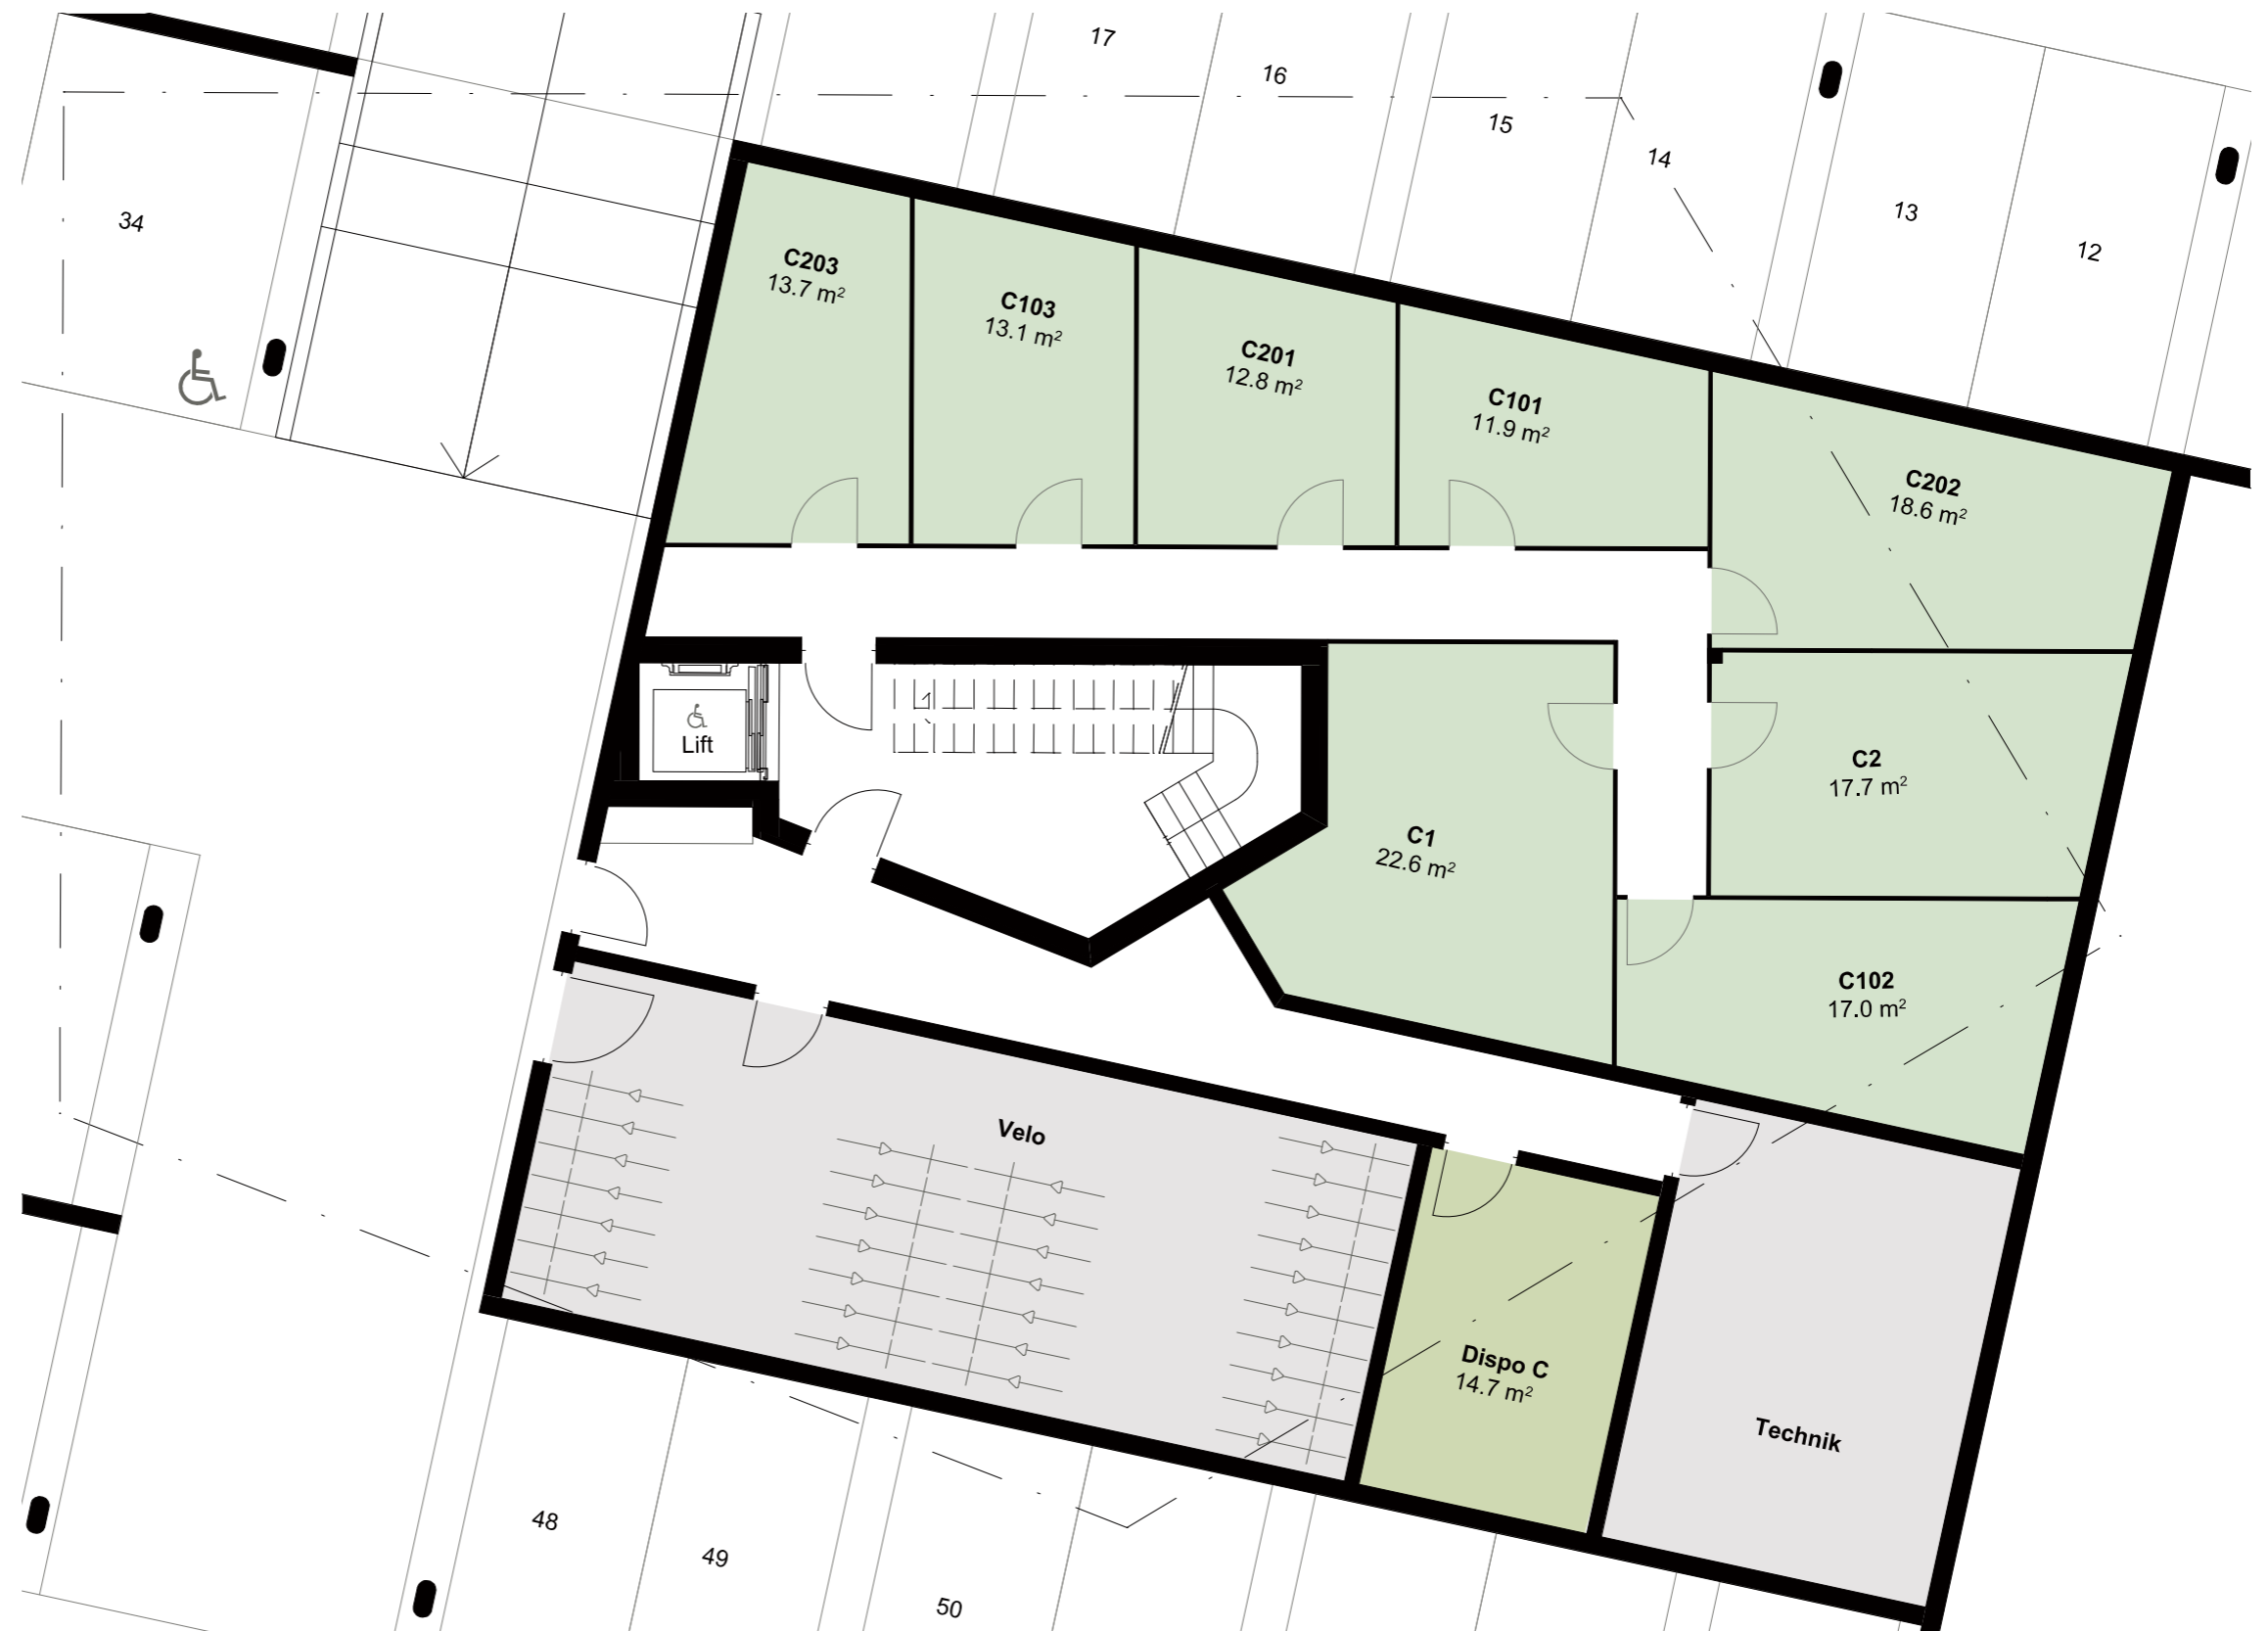 17
16
15
14
13
12
34
C203
13.7 m²
C103
13.1 m²
C201
12.8 m²
C101
11.9 m²
C202
18.6 m²
Lift
C2
17.7 m²
C1
22.6 m²
C102
17.0 m²
Velo
Dispo C
14.7 m²
Technik
48
49
50